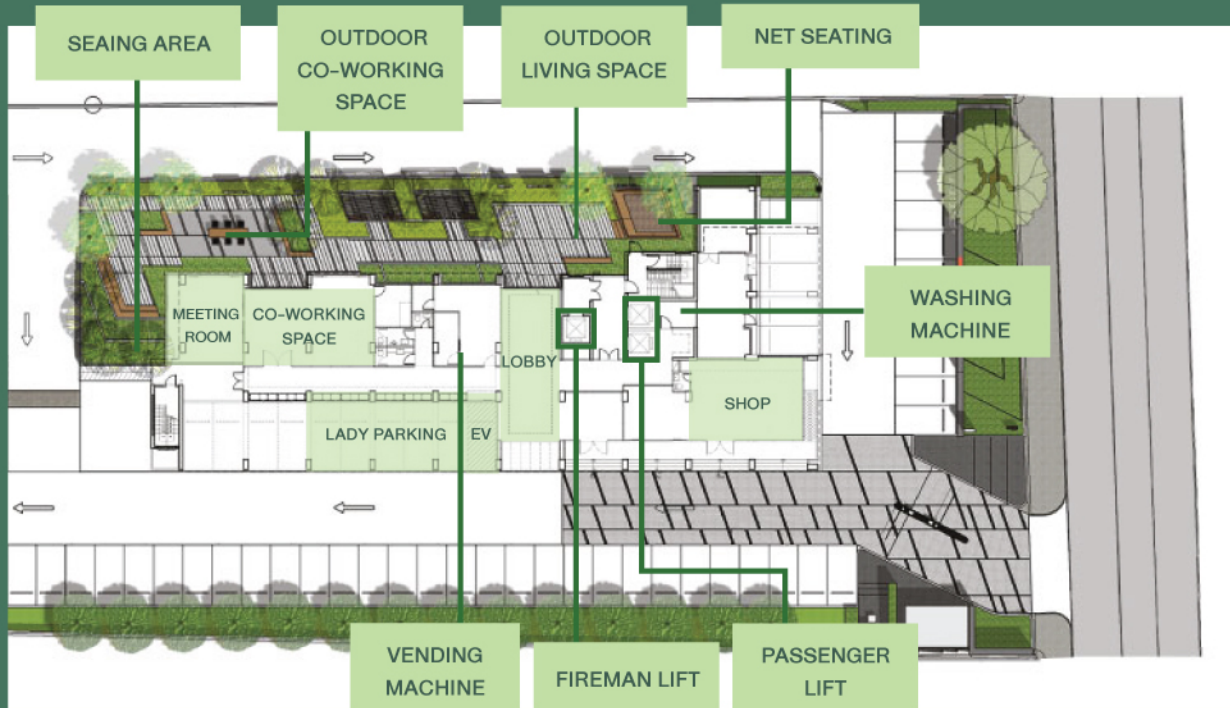 SEAING AREA
OUTDOOR
CO-WORKING
SPACE
OUTDOOR
LIVING SPACE
NET SEATING
MEETING
ROOM
CO-WORKING
SPACE
LOBBY
WASHING
MACHINE
SHOP
LADY PARKING
EV
VENDING
MACHINE
FIREMAN LIFT
PASSENGER
LIFT